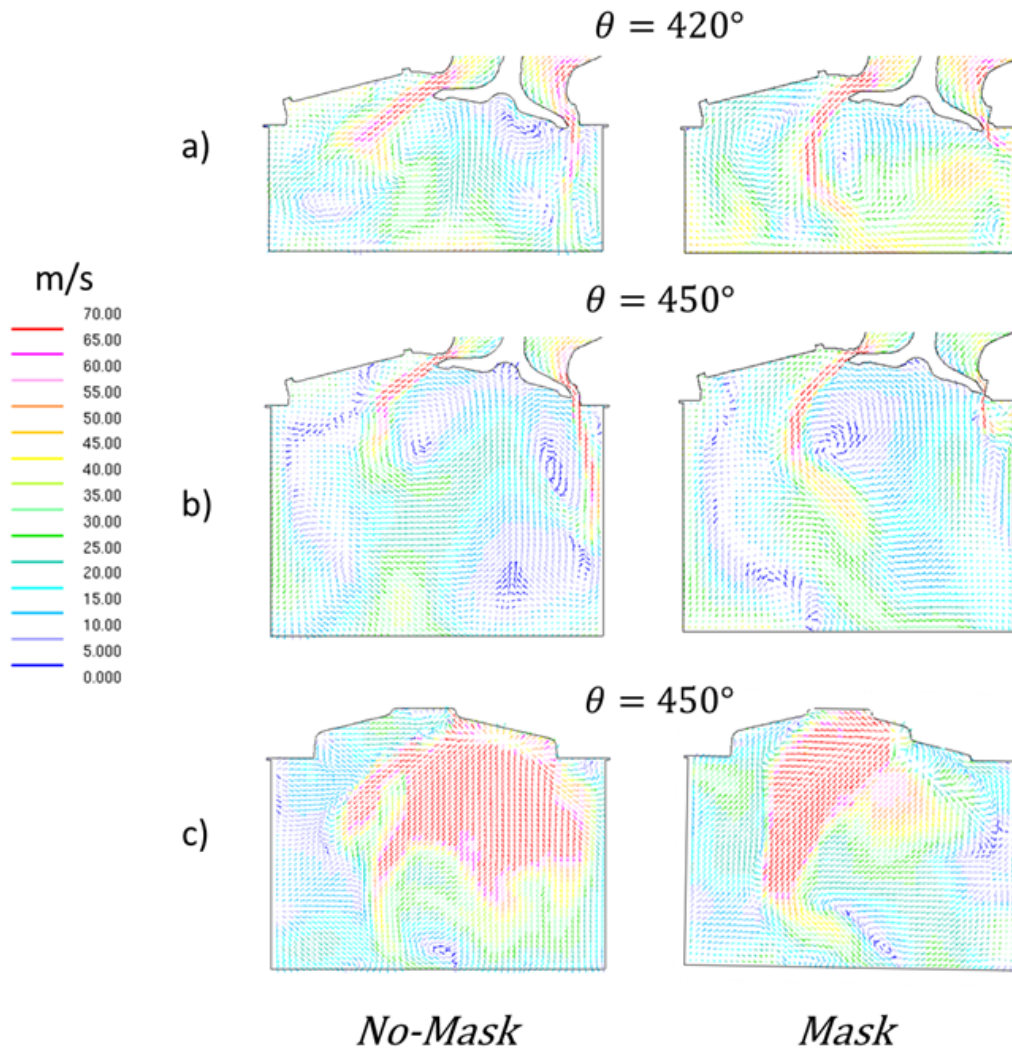 θ = 420°
a)
θ = 450°
m/s
70.00
65.00
60.00
55.00
50.00
45.00
40.00
35.00
30.00
25.00
20.00
15.00
10.00
5.000
0.000
b)
θ = 450°
c)
No-Mask Mask